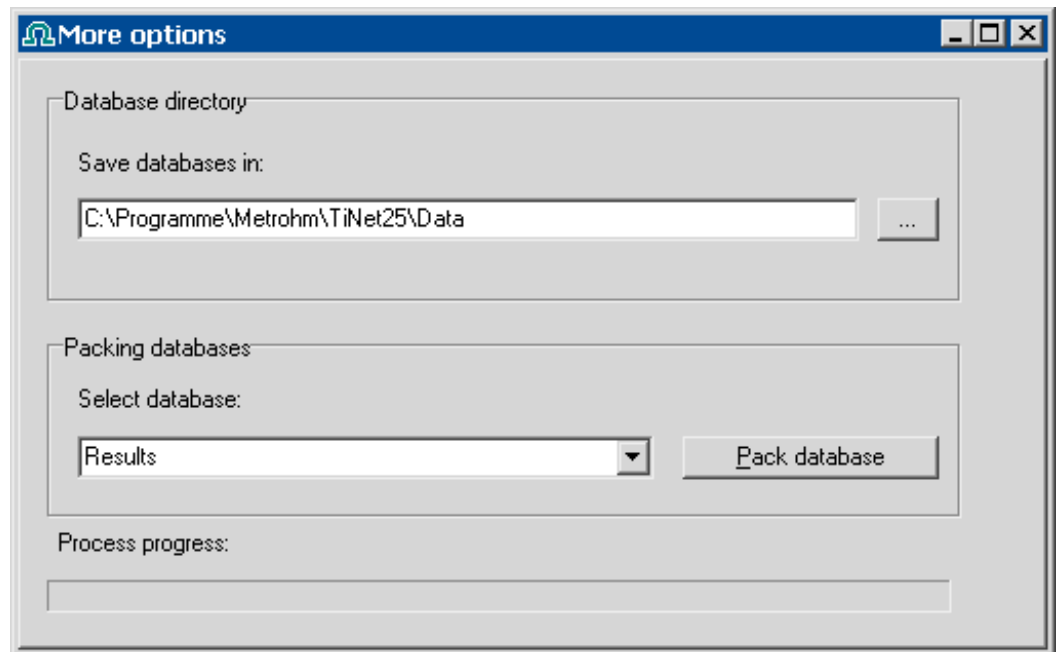 More options
Database directory
Save databases in:
C:\Programme\Metrohm\TiNet25\Data
...
Packing databases
Select database:
Results
Pack database
Process progress: